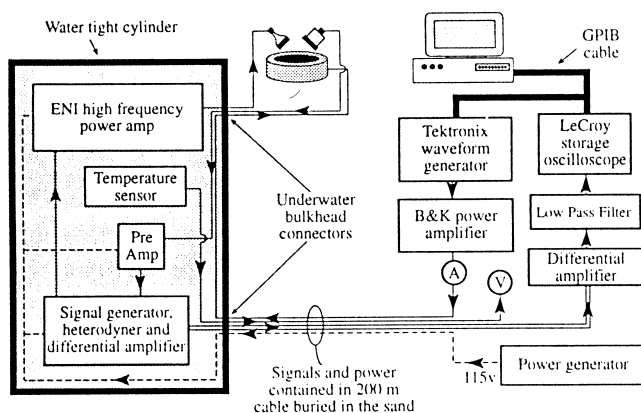 Water tight cylinder
GPIB
cable
ENI high frequency
power amp
Tektronix
waveform
generator
LeCroy
storage
oscilloscope
Temperature
sensor
Underwater
bulkhead
connectors
B&K power
amplifier
Low Pass Filter
Pre
Amp
Differential
amplifier
A
V
Signal generator,
heterodyner and
differential amplifier
Signals and power
contained in 200 m
cable buried in the sand
115v
Power generator